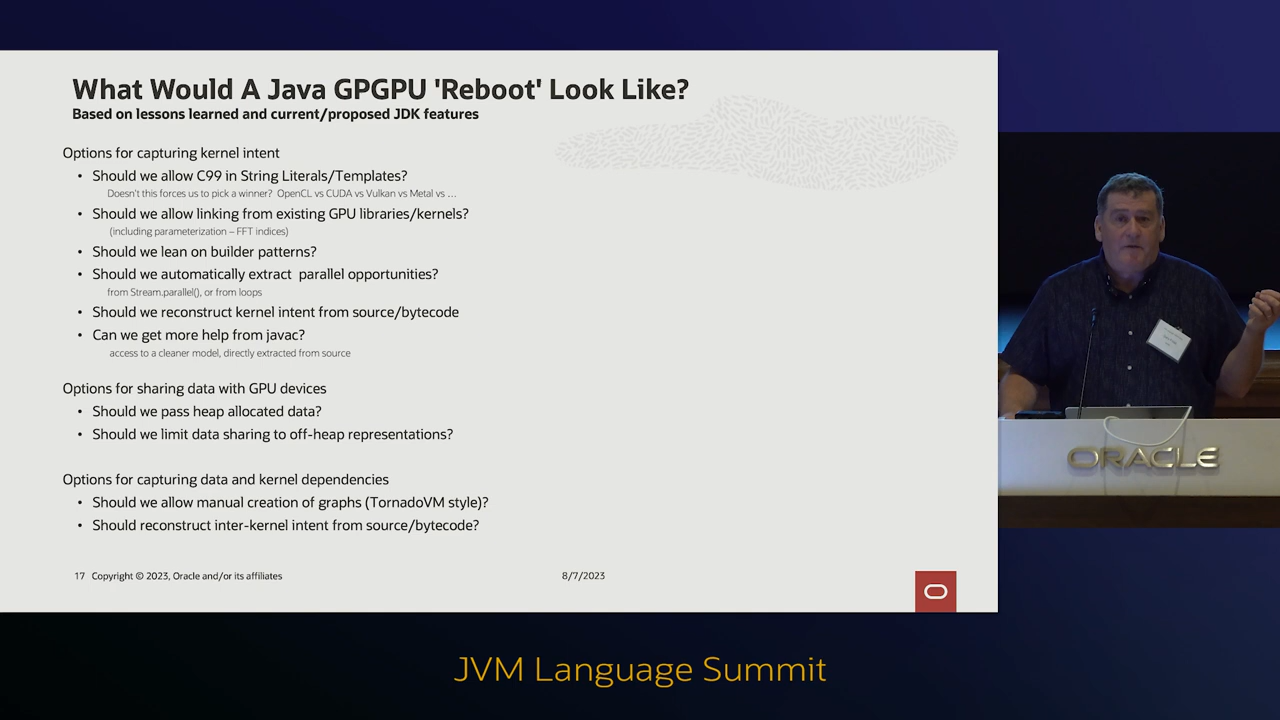 What Would A Java GPGPU 'Reboot' Look Like?
Based on lessons learned and current/proposed JDK features
Options for capturing kernel intent
• Should we allow C99 in String Literals/Templates?
Doesn't this forces us to pick a winner? OpenCL vs CUDA vs Vulkan vs Metal vs ...
• Should we allow linking from existing GPU libraries/kernels?
(including parameterization – FFT indices)
• Should we lean on builder patterns?
• Should we automatically extract parallel opportunities?
from Stream.parallel(), or from loops
• Should we reconstruct kernel intent from source/bytecode
• Can we get more help from javac?
access to a cleaner model, directly extracted from source
Options for sharing data with GPU devices
• Should we pass heap allocated data?
• Should we limit data sharing to off-heap representations?
Options for capturing data and kernel dependencies
• Should we allow manual creation of graphs (TornadoVM style)?
• Should reconstruct inter-kernel intent from source/bytecode?
17 Copyright © 2023, Oracle and/or its affiliates
8/7/2023
ORACLE
JVM Language Summit